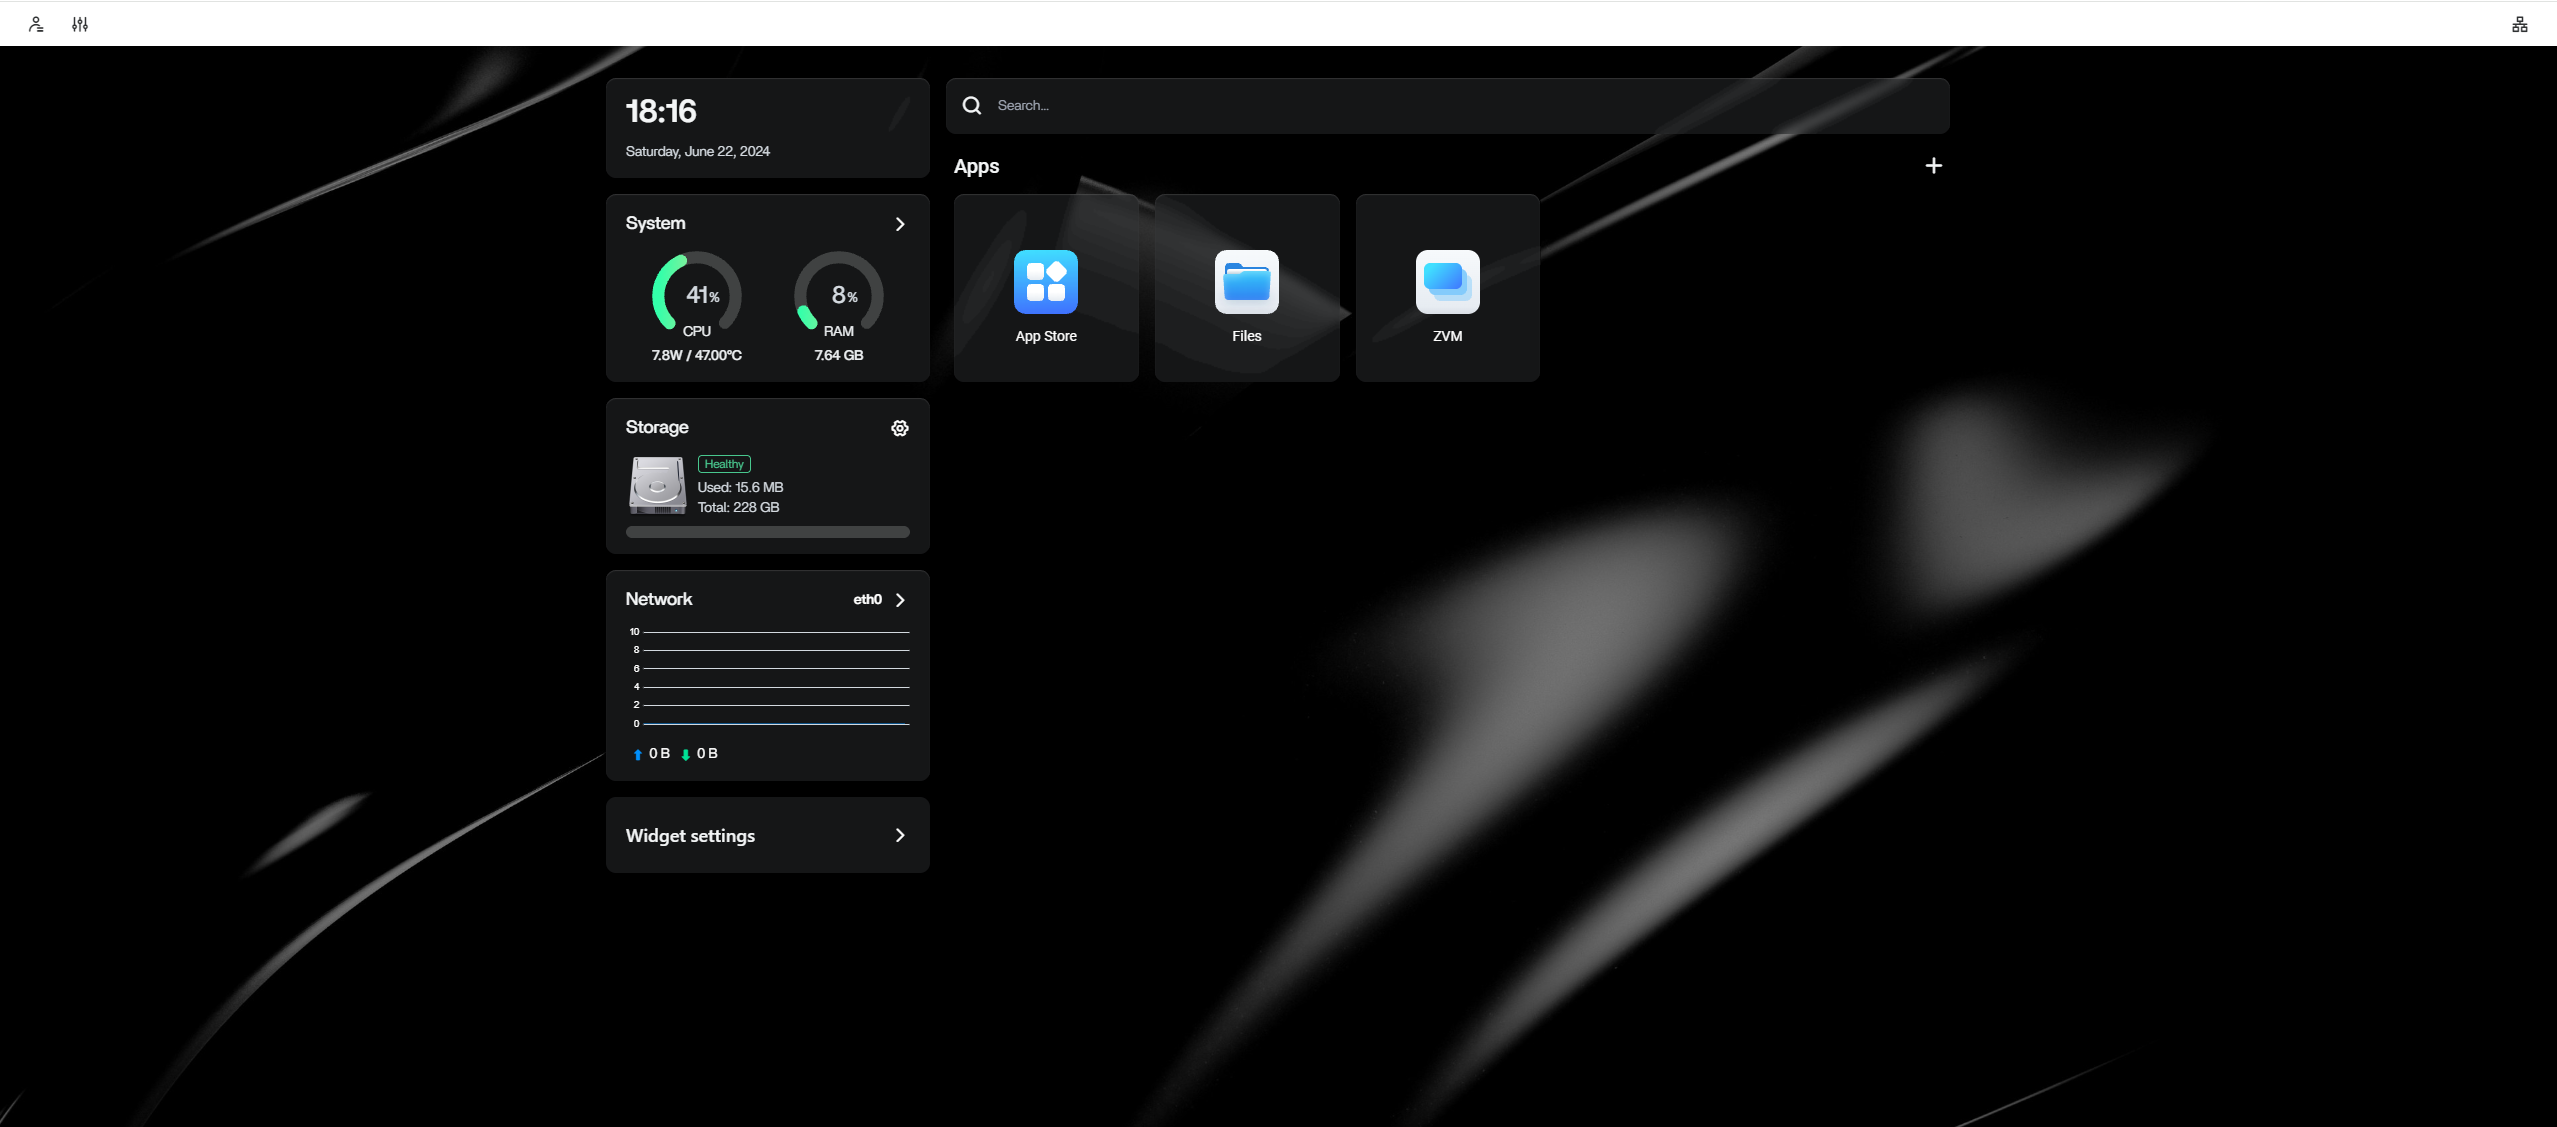 18:16
Saturday, June 22, 2024
System
41%
CPU
7.8W / 47.00°C
8%
RAM
7.64 GB
Storage
Healthy
Used: 15.6 MB
Total: 228 GB
Network
eth0
10
8
6
4
2
0
0 B
0 B
Widget settings
Search...
Apps
App Store
Files
ZVM